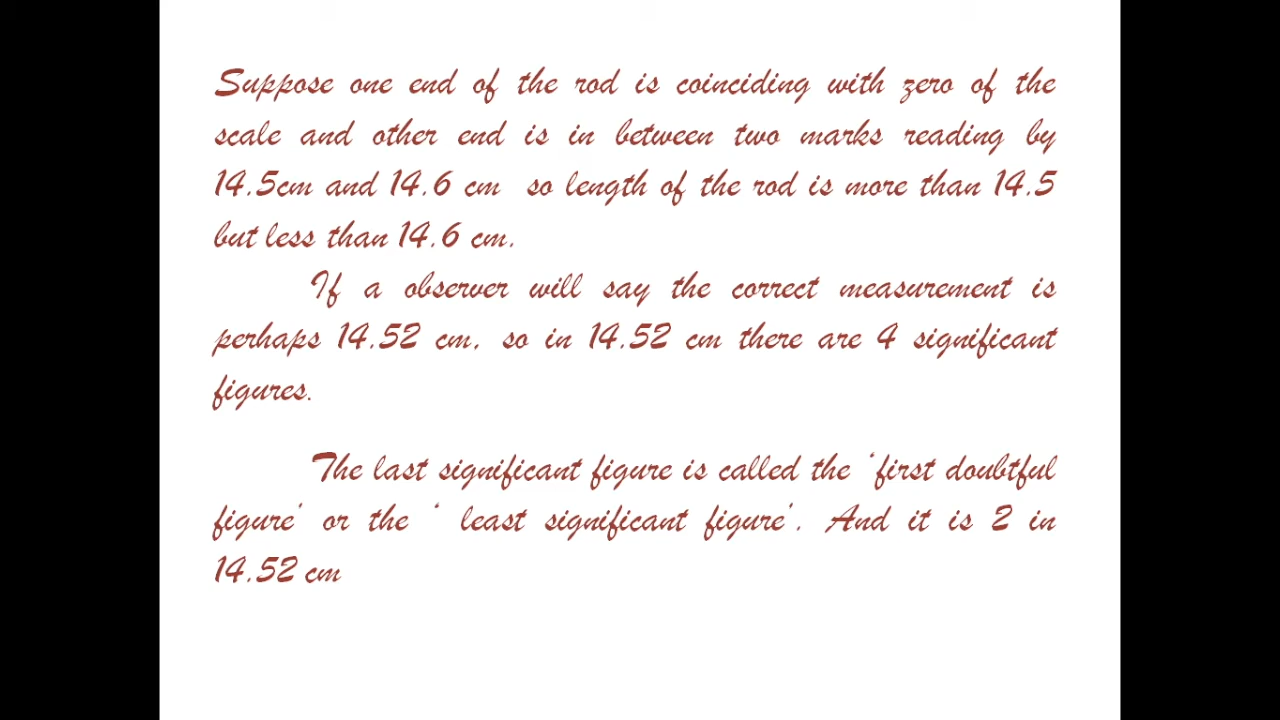 Suppose one end of the rod is coinciding with zero of the
scale and other end is in between two marks reading by
14.5cm and 14.6 cm so length of the rod is more than 14.5
but less than 14.6 cm.
If a observer will say the correct measurement is
perhaps 14.52 cm. so in 14.52 cm there are 4 significant
figures.
The last significant figure is called the 'first doubtful
figure' or the ' least significant figure'. And it is 2 in
14.52 cm